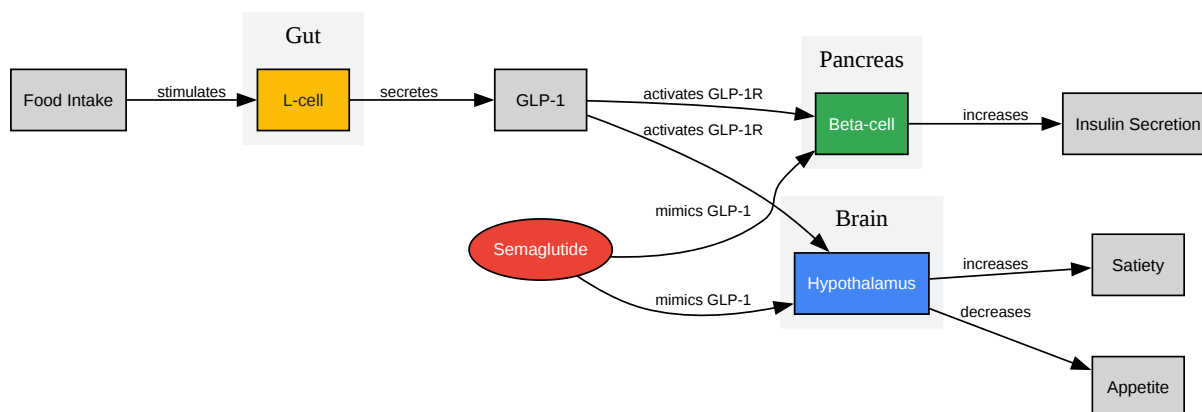 Gut
Pancreas
Food Intake
stimulates
L-cell
secretes
GLP-1
activates GLP-1R
activates GLP-1R
Beta-cell
increases
Insulin Secretion
mimics GLP-1
Brain
Semaglutide
mimics GLP-1
Hypothalamus
increases
Satiety
decreases
Appetite